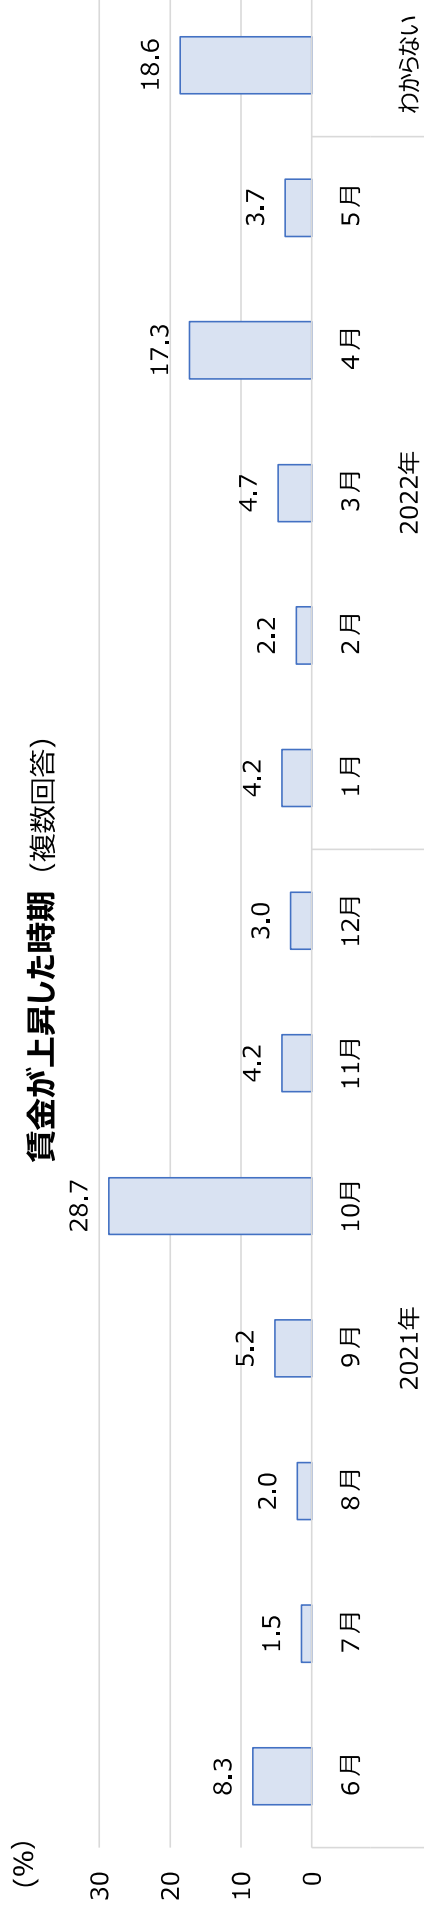 賃金が上昇した時期（複数回答）
(%)
30
20
10
0
8.3
1.5
2.0
5.2
28.7
4.2
3.0
4.2
2.2
4.7
17.3
3.7
18.6
6月
7月
8月
9月
10月
11月
12月
1月
2月
3月
4月
5月
わからない
2021年
2022年